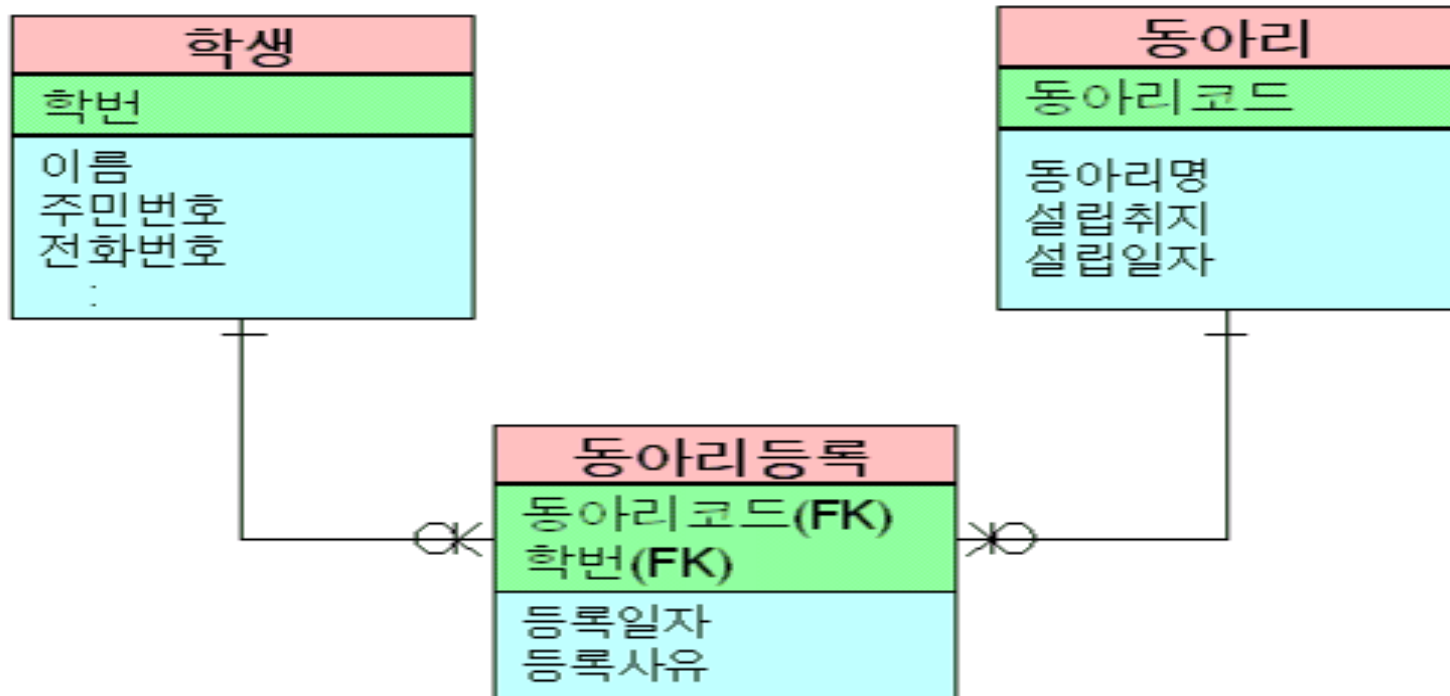 학생
학번
이름
주민번호
전화번호
:
동아리
동아리코드
동아리명
설립취지
설립일자
동아리등록
동아리코드(FK)
학번(FK)
등록일자
등록사유